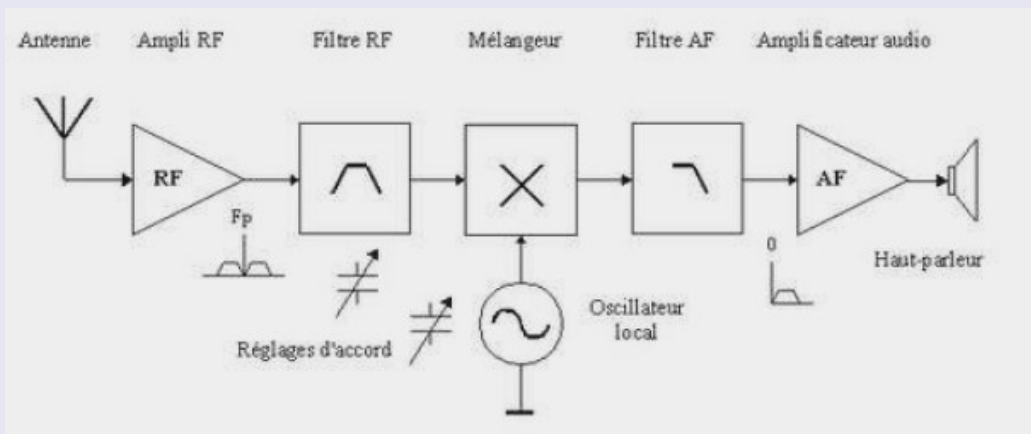 Antenne
Ampli RF
Filtre RF
Mélangeur
Filtre AF
Amplificateur audio
RF
AF
Fp
0
Haut-parleur
Oscillateur
local
Réglages d'accord